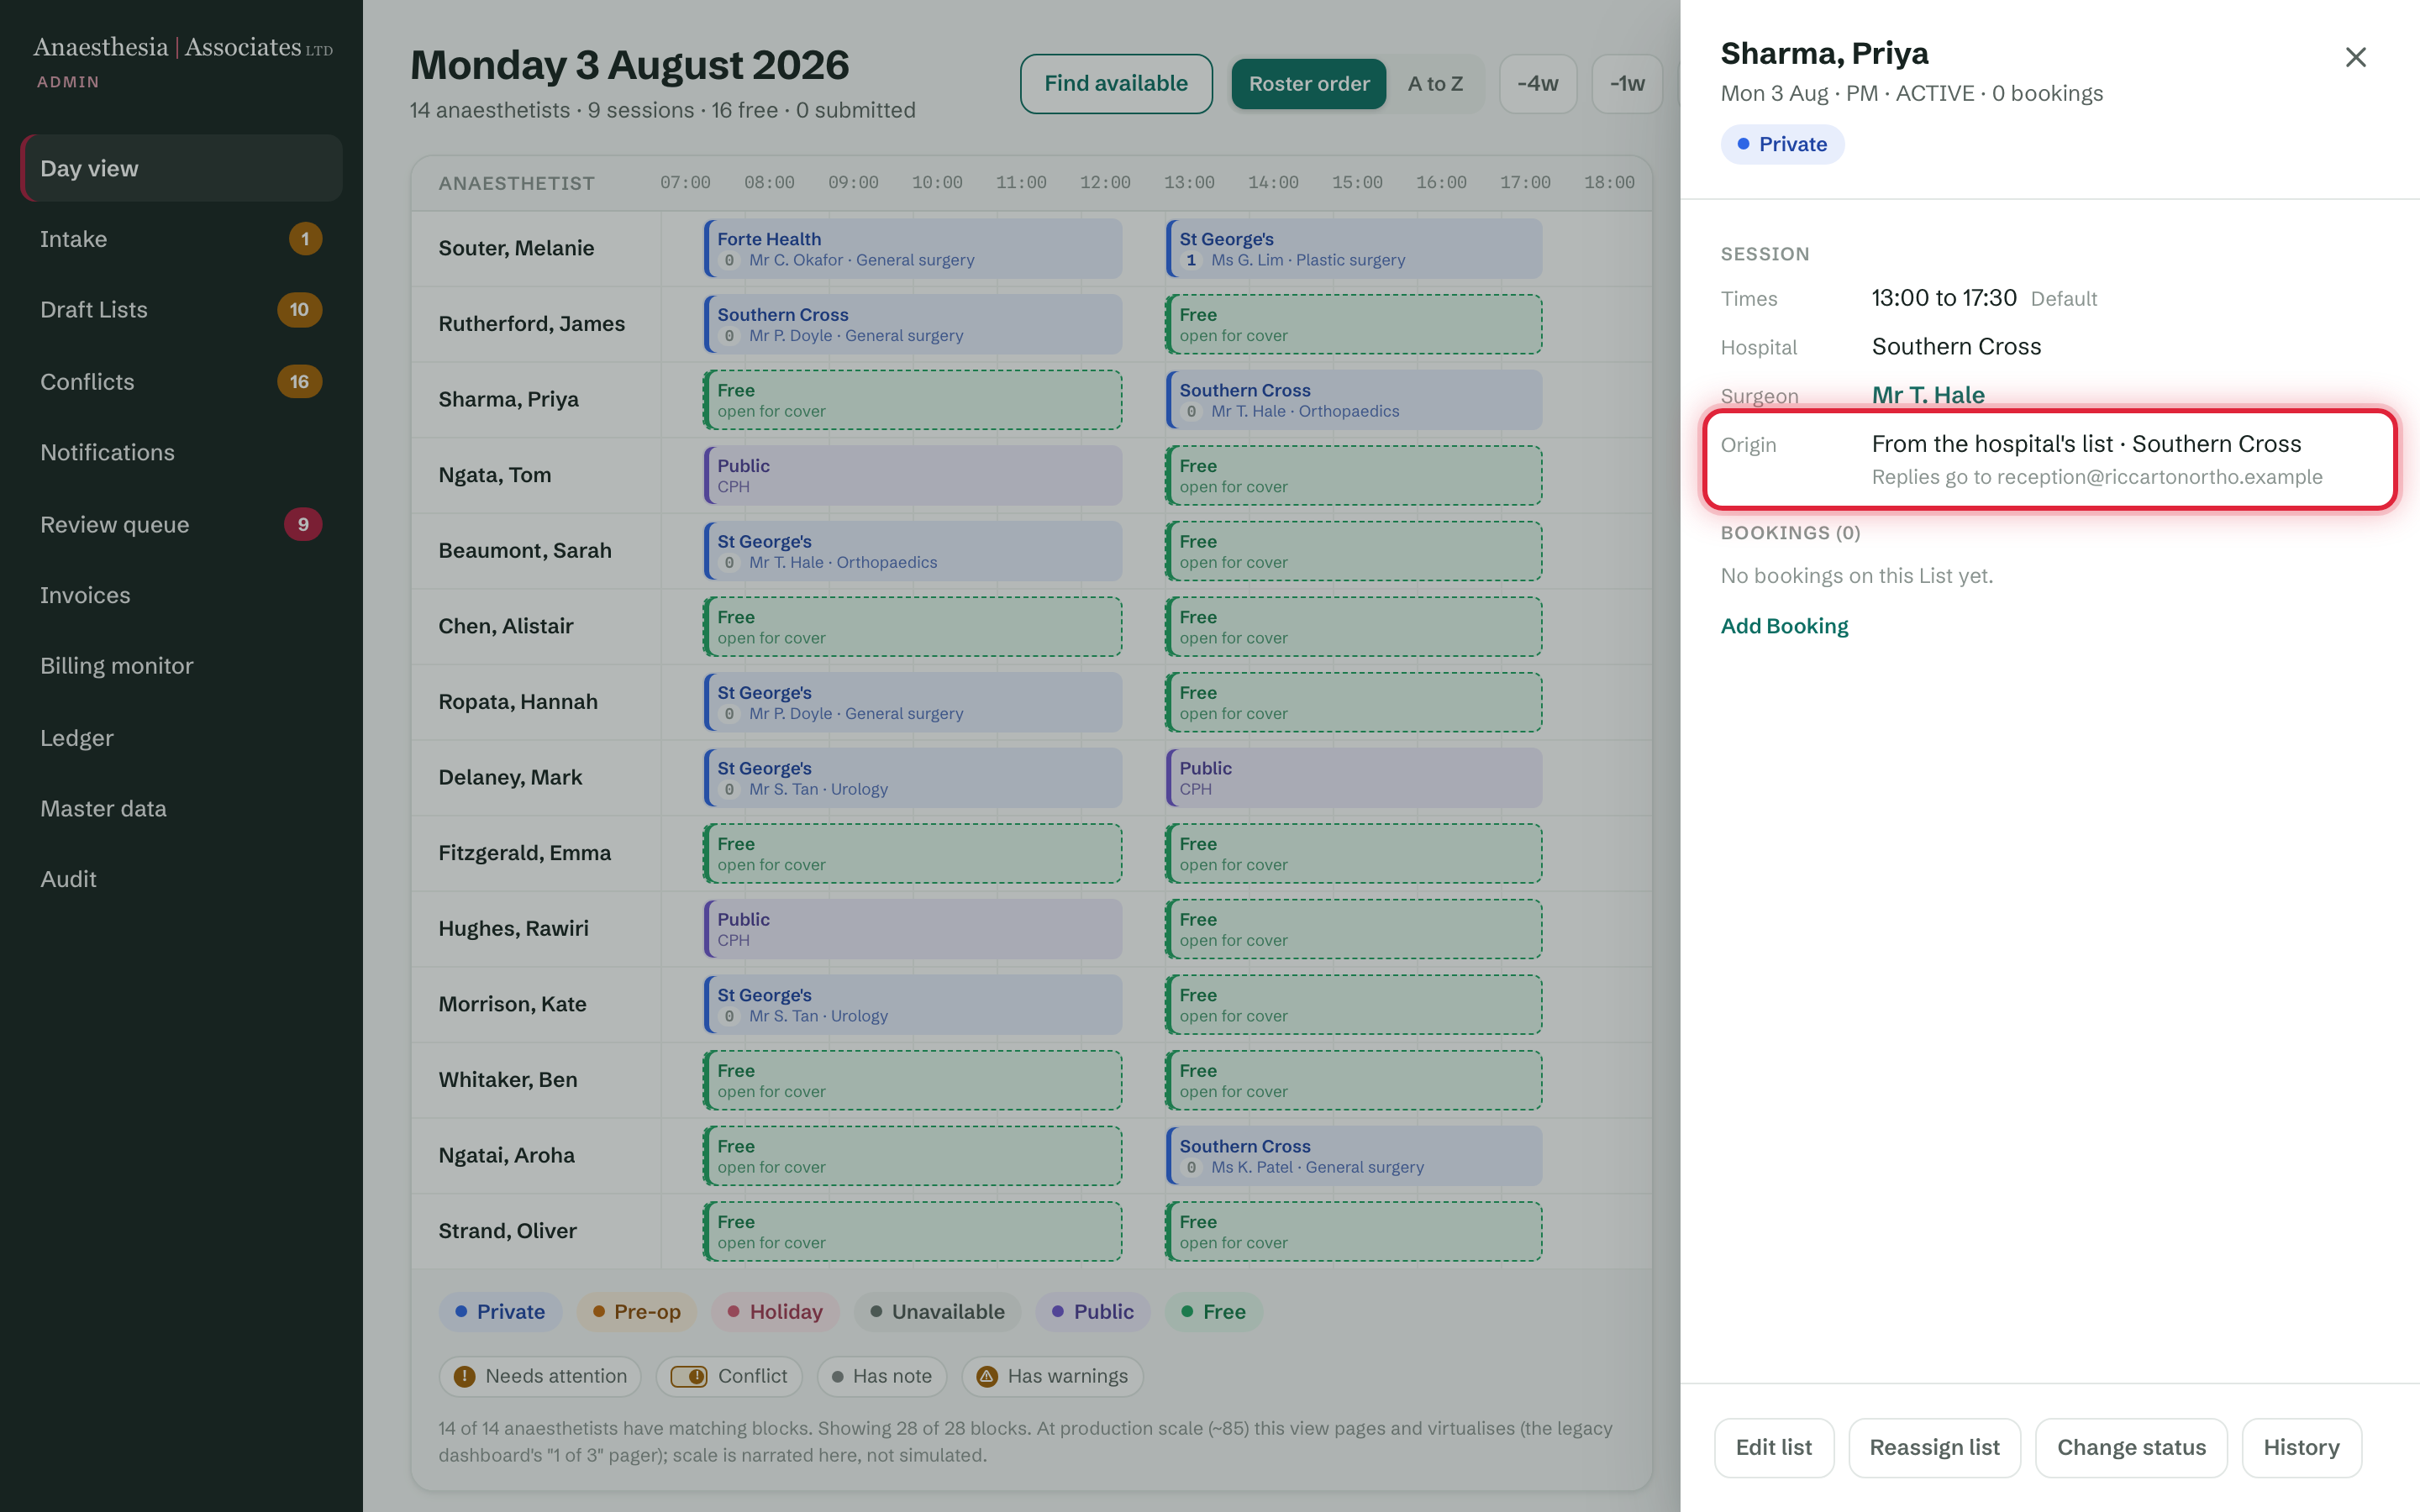 Anaesthesia | Associates LTD
ADMIN
Day view
Intake 1
Draft Lists 10
Conflicts 16
Notifications
Review queue 9
Invoices
Billing monitor
Ledger
Master data
Audit
Monday 3 August 2026
14 anaesthetists · 9 sessions · 16 free · 0 submitted
Find available
Roster order
A to Z
-4w
-1w
ANAESTHETIST 07:00 08:00 09:00 10:00 11:00 12:00 13:00 14:00 15:00 16:00 17:00 18:00
Souter, Melanie
Forte Health
0 Mr C. Okafor · General surgery
St George's
1 Ms G. Lim · Plastic surgery
Rutherford, James
Southern Cross
0 Mr P. Doyle · General surgery
Free
open for cover
Sharma, Priya
Free
open for cover
Southern Cross
0 Mr T. Hale · Orthopaedics
Ngata, Tom
Public
CPH
Free
open for cover
Beaumont, Sarah
St George's
0 Mr T. Hale · Orthopaedics
Free
open for cover
Chen, Alistair
Free
open for cover
Free
open for cover
Ropata, Hannah
St George's
0 Mr P. Doyle · General surgery
Free
open for cover
Delaney, Mark
St George's
0 Mr S. Tan · Urology
Public
CPH
Fitzgerald, Emma
Free
open for cover
Free
open for cover
Hughes, Rawiri
Public
CPH
Free
open for cover
Morrison, Kate
St George's
0 Mr S. Tan · Urology
Free
open for cover
Whitaker, Ben
Free
open for cover
Free
open for cover
Ngatai, Aroha
Free
open for cover
Southern Cross
0 Ms K. Patel · General surgery
Strand, Oliver
Free
open for cover
Free
open for cover
Private
Pre-op
Holiday
Unavailable
Public
Free
Needs attention
Conflict
Has note
Has warnings
14 of 14 anaesthetists have matching blocks. Showing 28 of 28 blocks. At production scale (~85) this view pages and virtualises (the legacy
dashboard's "1 of 3" pager); scale is narrated here, not simulated.
Sharma, Priya
Mon 3 Aug · PM · ACTIVE · 0 bookings
Private
SESSION
Times 13:00 to 17:30 Default
Hospital Southern Cross
Surgeon Mr T. Hale
Origin From the hospital's list · Southern Cross
Replies go to reception@riccartonortho.example
BOOKINGS (0)
No bookings on this List yet.
Add Booking
Edit list
Reassign list
Change status
History